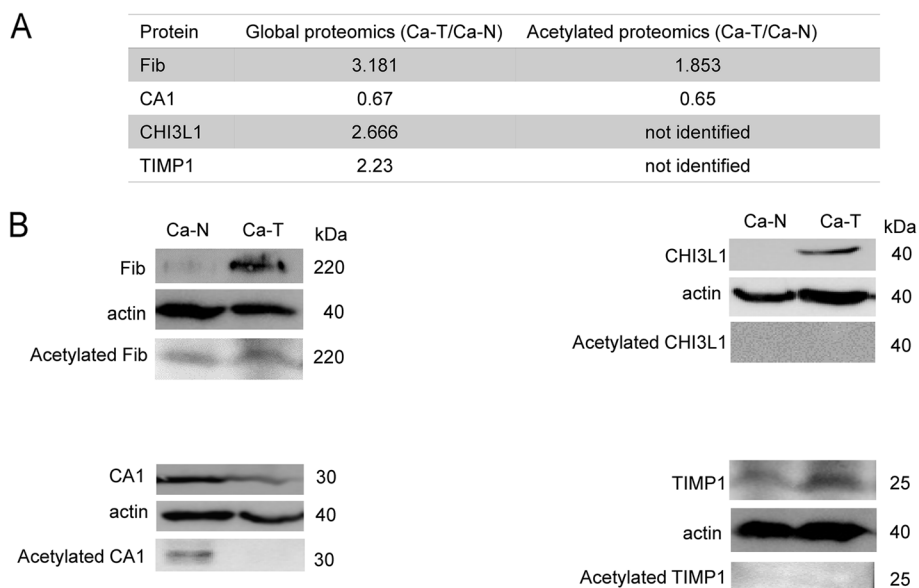 A
Protein Global proteomics (Ca-T/Ca-N) Acetylated proteomics (Ca-T/Ca-N)
Fib 3.181 1.853
CA1 0.67 0.65
CHI3L1 2.666 not identified
TIMP1 2.23 not identified
B
Ca-N Ca-T kDa
Fib 220
actin 40
Acetylated Fib 220
Ca-N Ca-T kDa
CHI3L1 40
actin 40
Acetylated CHI3L1 40
CA1 30
actin 40
Acetylated CA1 30
TIMP1 25
actin 40
Acetylated TIMP1 25